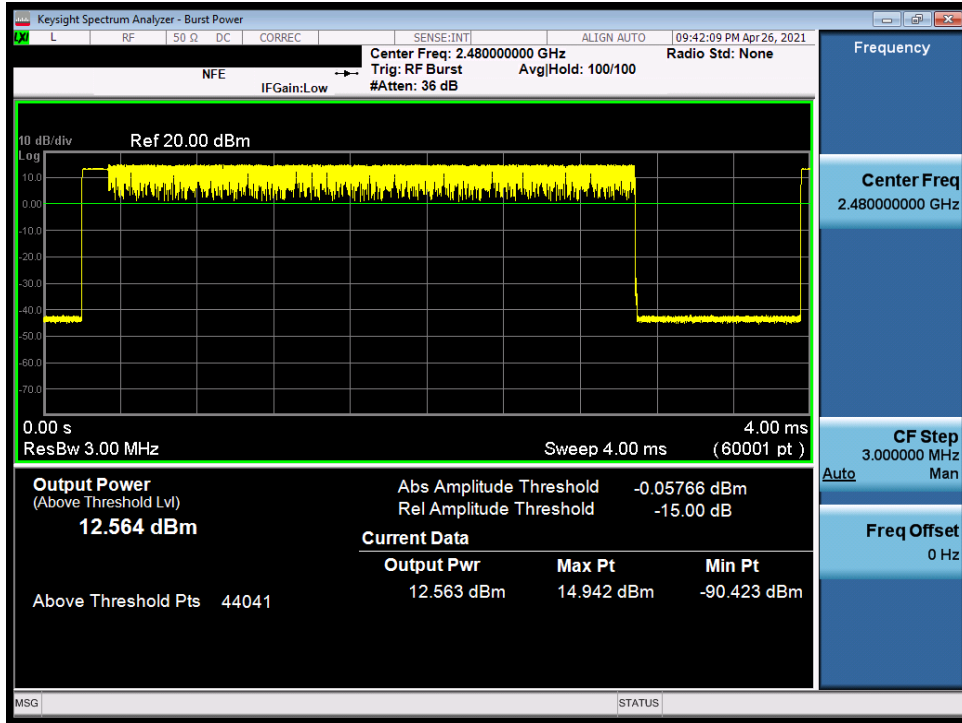 Keysight Spectrum Analyzer - Burst Power
LXI L RF 50 Ω DC CORREC SENSE:INT ALIGN AUTO 09:42:09 PM Apr 26, 2021
Center Freq: 2.480000000 GHz Radio Std: None
NFE Trig: RF Burst Avg|Hold: 100/100
IFGain:Low #Atten: 36 dB
10 dB/div Ref 20.00 dBm
Log
10.0
0.00
-10.0
-20.0
-30.0
-40.0
-50.0
-60.0
-70.0
0.00 s 4.00 ms
ResBw 3.00 MHz Sweep 4.00 ms (60001 pt )
Output Power
(Above Threshold Lvl)
12.564 dBm
Above Threshold Pts 44041
Abs Amplitude Threshold -0.05766 dBm
Rel Amplitude Threshold -15.00 dB
Current Data
Output Pwr Max Pt Min Pt
12.563 dBm 14.942 dBm -90.423 dBm
Frequency
Center Freq
2.480000000 GHz
CF Step
3.000000 MHz
Auto Man
Freq Offset
0 Hz
MSG STATUS